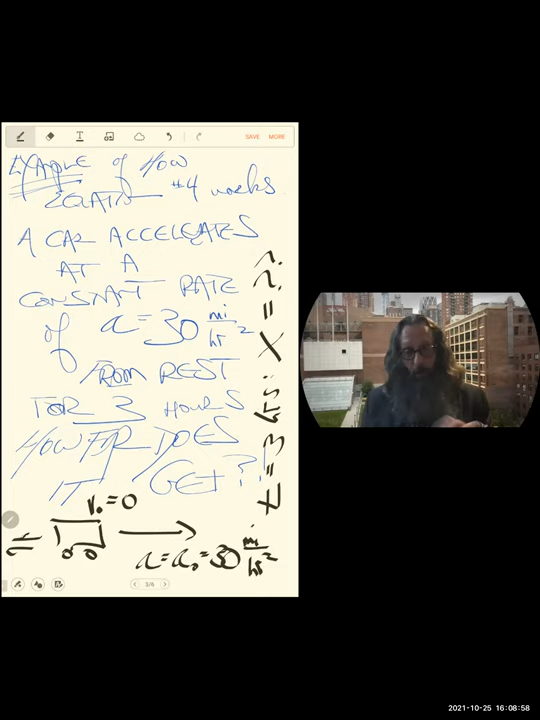 SAVE MORE
EXAMPLE of HOW
EQUATION #4 works
A CAR ACCELERATES
AT A
CONSTANT RATE
of a = 30 mi/hr²
FROM REST
FOR 3 HOURS
HOW FAR DOES
IT GET?
V₀ = 0
a = a₀ = 30 mi/hr²
t = 3 hrs: X = ??
3/6
2021-10-25 16:08:58